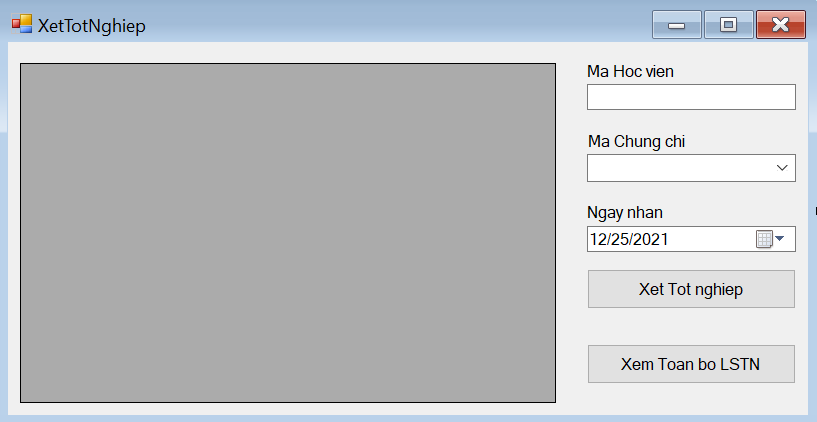 XetTotNghiep
Ma Hoc vien
Ma Chung chi
Ngay nhan
12/25/2021
Xet Tot nghiep
Xem Toan bo LSTN